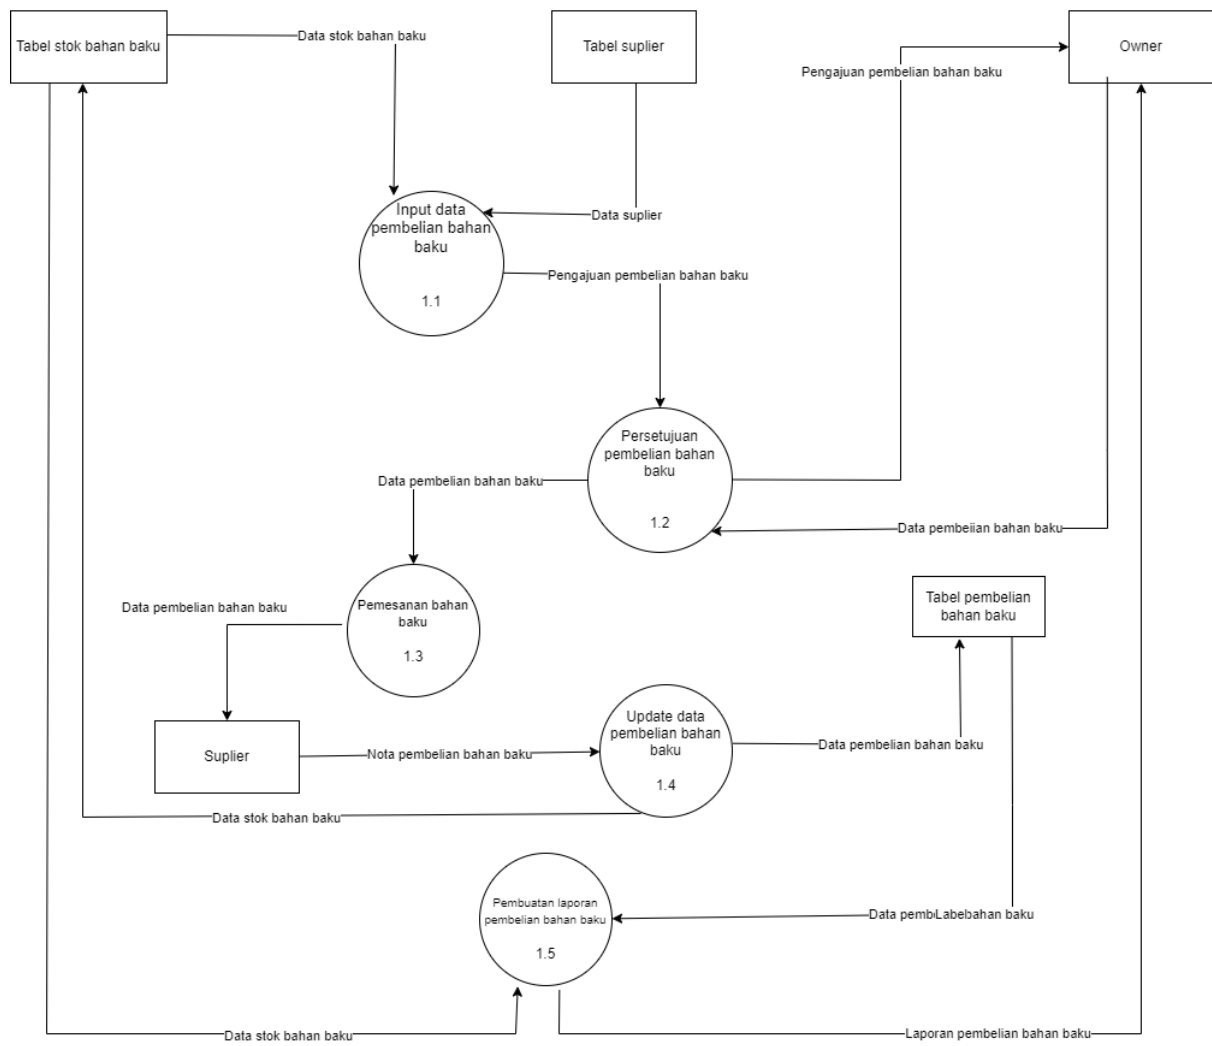 Tabel stok bahan baku
Data stok bahan baku
Tabel suplier
Owner
Pengajuan pembelian bahan baku
Input data
pembelian bahan
baku
1.1
Data suplier
Pengajuan pembelian bahan baku
Persetujuan
pembelian bahan
baku
1.2
Data pembelian bahan baku
Data pembeiian bahan baku
Pemesanan bahan
baku
1.3
Data pembelian bahan baku
Tabel pembelian
bahan baku
Suplier
Nota pembelian bahan baku
Update data
pembelian bahan
baku
1.4
Data pembelian bahan baku
Data stok bahan baku
Pembuatan laporan
pembelian bahan baku
1.5
Data pembLabebahan baku
Data stok bahan baku
Laporan pembelian bahan baku